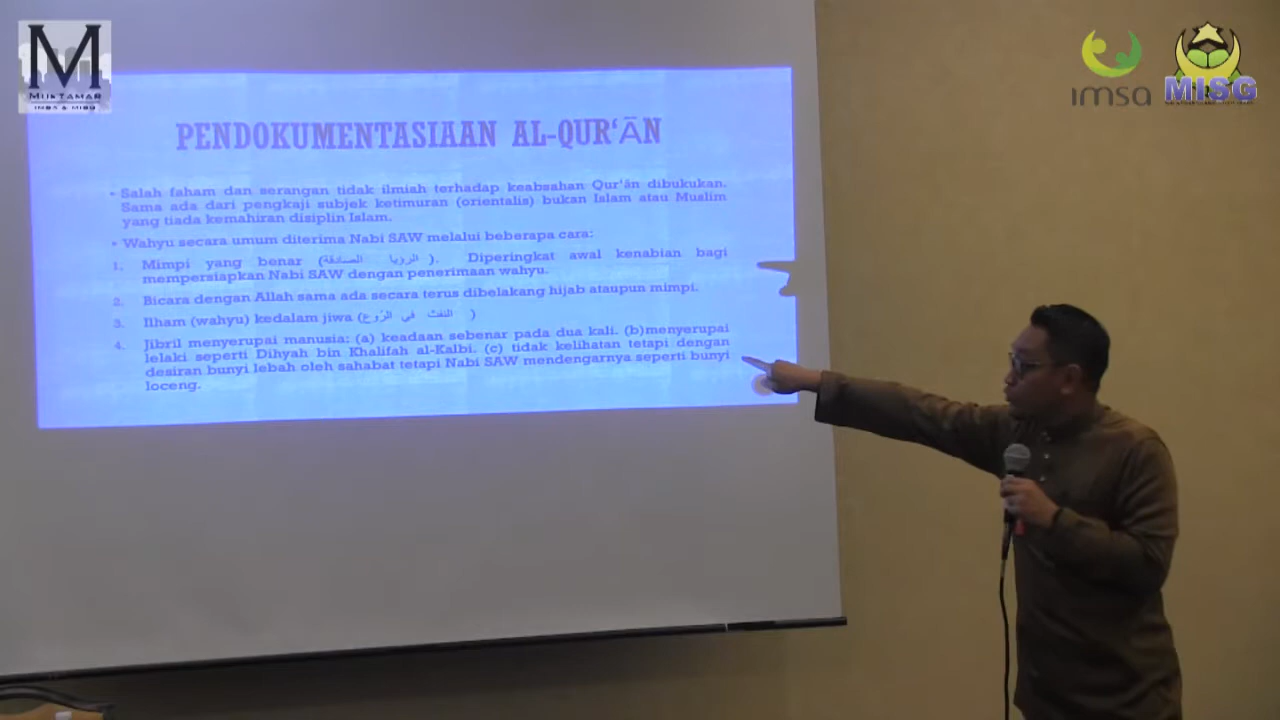 M
MUKTAMAR
IMSA & MISG
imsa
MISG
PENDOKUMENTASIAAN AL-QUR‘ĀN
• Salah faham dan serangan tidak ilmiah terhadap keabsahan Qur'ān dibukukan.
Sama ada dari pengkaji subjek ketimuran (orientalis) bukan Islam atau Muslim
yang tiada kemahiran disiplin Islam.
• Wahyu secara umum diterima Nabi SAW melalui beberapa cara:
1. Mimpi yang benar (الرؤيا الصادقة). Diperingkat awal kenabian bagi
mempersiapkan Nabi SAW dengan penerimaan wahyu.
2. Bicara dengan Allah sama ada secara terus dibelakang hijab ataupun mimpi.
3. Ilham (wahyu) kedalam jiwa (النفث في الرّوع)
4. Jibril menyerupai manusia: (a) keadaan sebenar pada dua kali. (b)menyerupai
lelaki seperti Dihyah bin Khalifah al-Kalbi. (c) tidak kelihatan tetapi dengan
desiran bunyi lebah oleh sahabat tetapi Nabi SAW mendengarnya seperti bunyi
loceng.